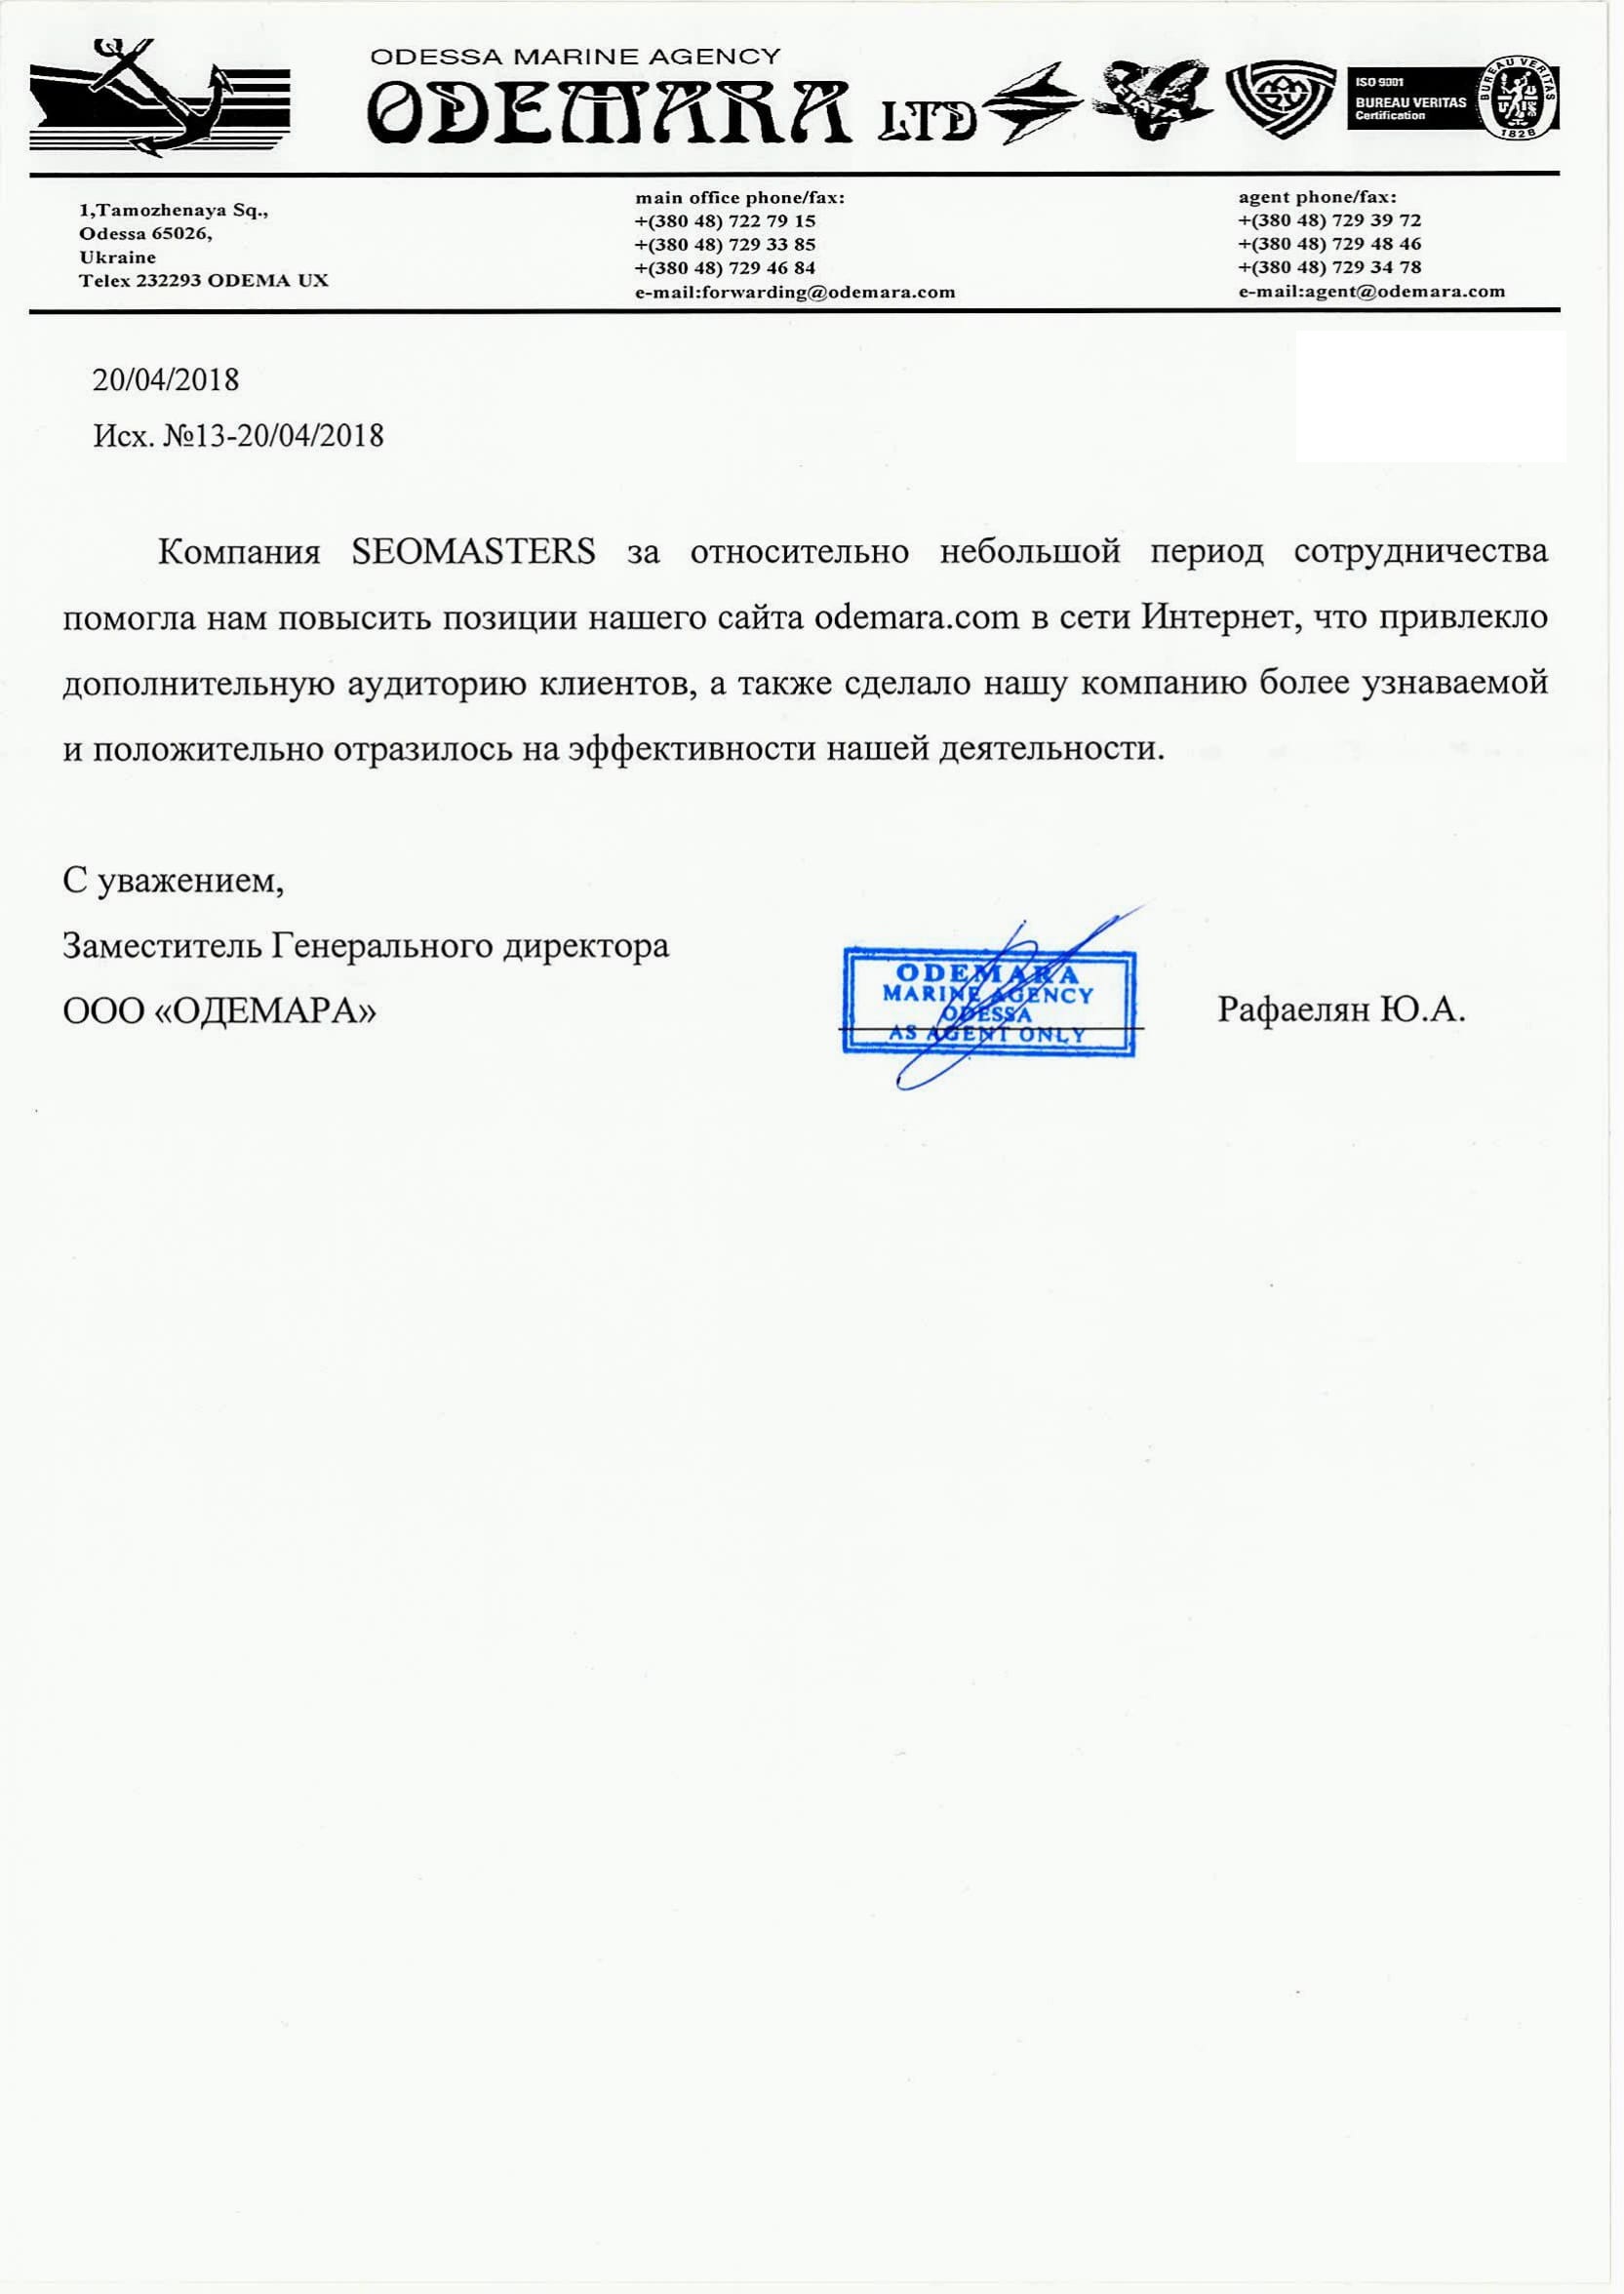 ODESSA MARINE AGENCY
ODEMARA LTD
FIATA
ISO 9001
BUREAU VERITAS
Certification
BUREAU VERITAS
1828
1,Tamozhenaya Sq.,
Odessa 65026,
Ukraine
Telex 232293 ODEMA UX
main office phone/fax:
+(380 48) 722 79 15
+(380 48) 729 33 85
+(380 48) 729 46 84
e-mail:forwarding@odemara.com
agent phone/fax:
+(380 48) 729 39 72
+(380 48) 729 48 46
+(380 48) 729 34 78
e-mail:agent@odemara.com
20/04/2018
Исх. №13-20/04/2018
Компания SEOMASTERS за относительно небольшой период сотрудничества
помогла нам повысить позиции нашего сайта odemara.com в сети Интернет, что привлекло
дополнительную аудиторию клиентов, а также сделало нашу компанию более узнаваемой
и положительно отразилось на эффективности нашей деятельности.
С уважением,
Заместитель Генерального директора
ООО «ОДЕМАРА»
ODEMARA
MARINE AGENCY
ODESSA
AS AGENT ONLY
Рафаелян Ю.А.